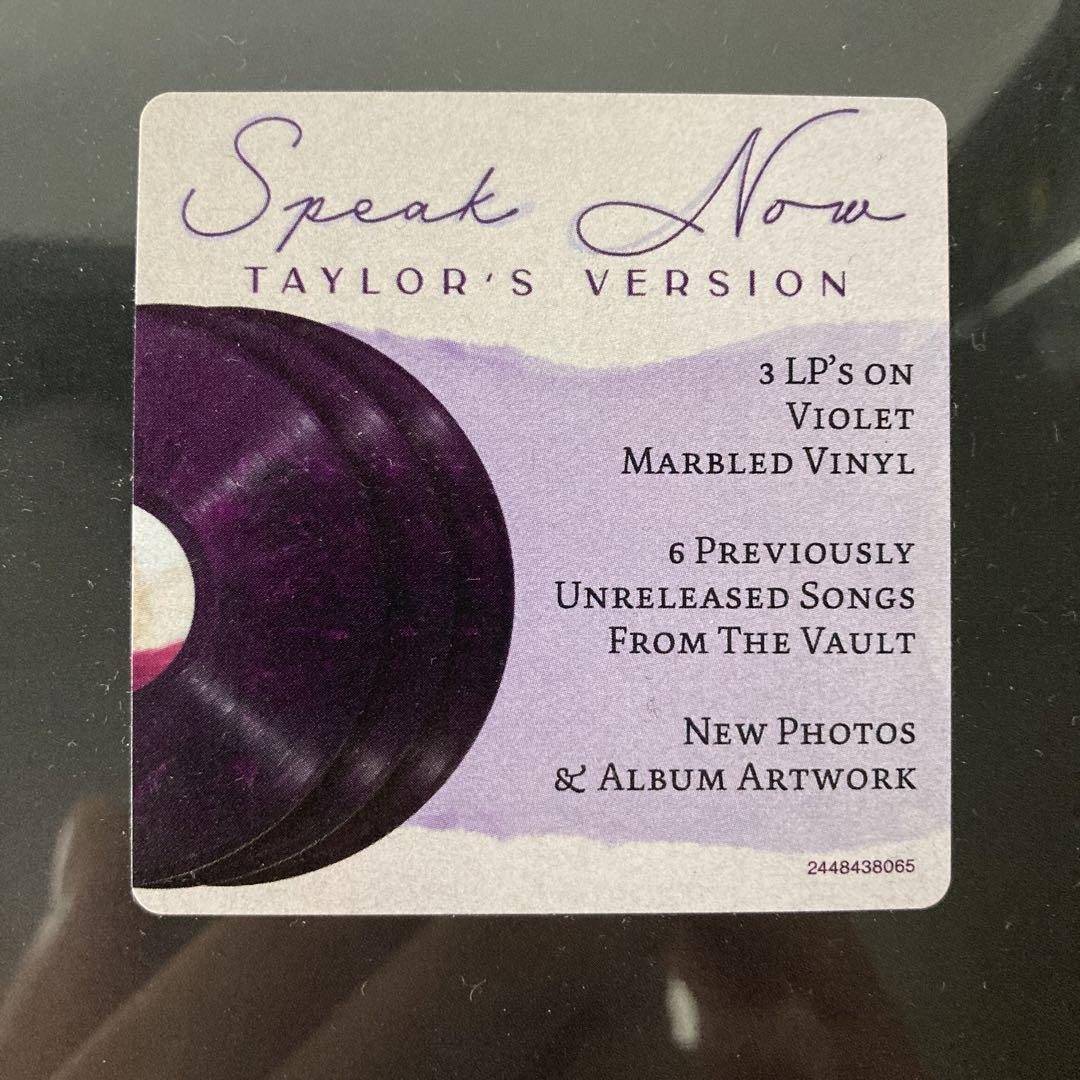 Speak Now
TAYLOR'S VERSION
3 LP's on
Violet
Marbled Vinyl
6 Previously
Unreleased Songs
From The Vault
New Photos
& Album Artwork
2448438065